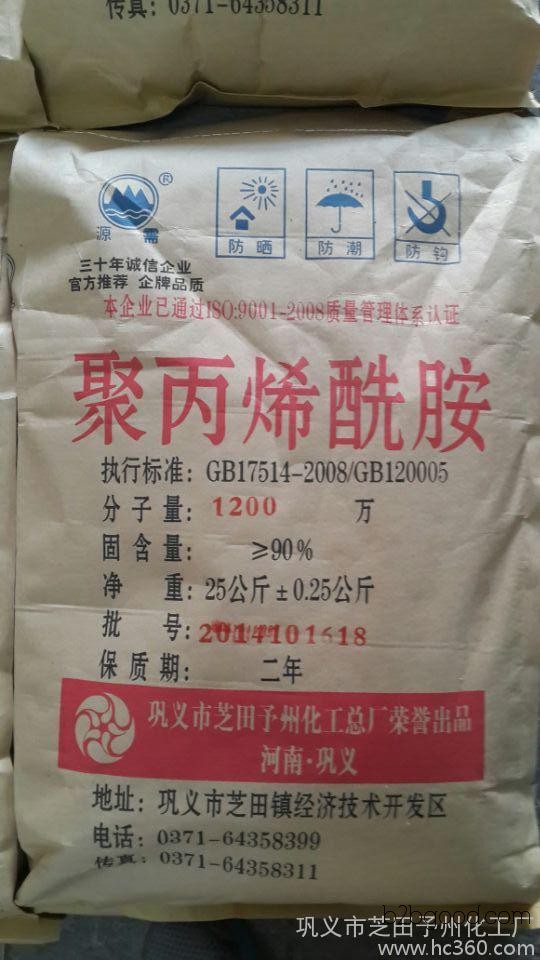 传真: 0371-64358311
®
源 需
防晒
防潮
防钩
三十年诚信企业
官方推荐 企牌品质
本企业已通过ISO:9001-2008质量管理体系认证
聚丙烯酰胺
执行标准: GB17514-2008/GB120005
分子量: 1200 万
固含量: ≥90%
净 重: 25公斤±0.25公斤
批 号: 2014101618
保质期: 二年
巩义市芝田予州化工总厂荣誉出品
河南·巩义
地址: 巩义市芝田镇经济技术开发区
电话: 0371-64358399
传真: 0371-64358311
b2bgood.com
巩义市芝田予州化工厂
www.hc360.com